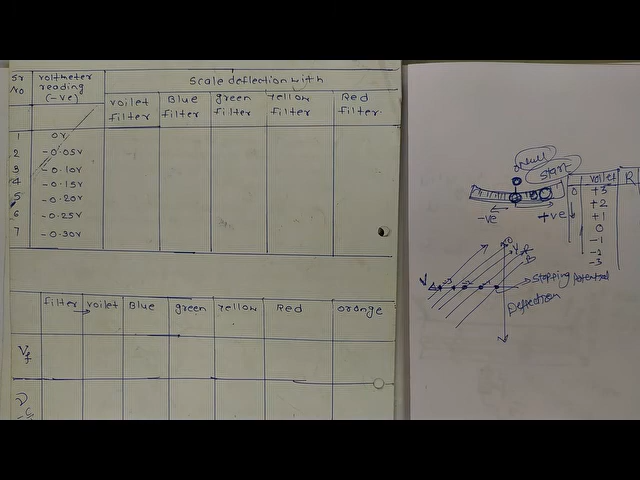 Sr No voltmeter reading (-ve) Scale deflection with
voilet filter Blue filter green filter Yellow filter Red filter.
1 0v
2 -0.05v
3 -0.10v
4 -0.15v
5 -0.20v
6 -0.25v
7 -0.30v
filter → voilet Blue green yellow Red orange
Vf
null
start
-ve +ve
0 voilet R
+3
+2
+1
0
-1
-2
-3
V
Stopping potential
Deflection